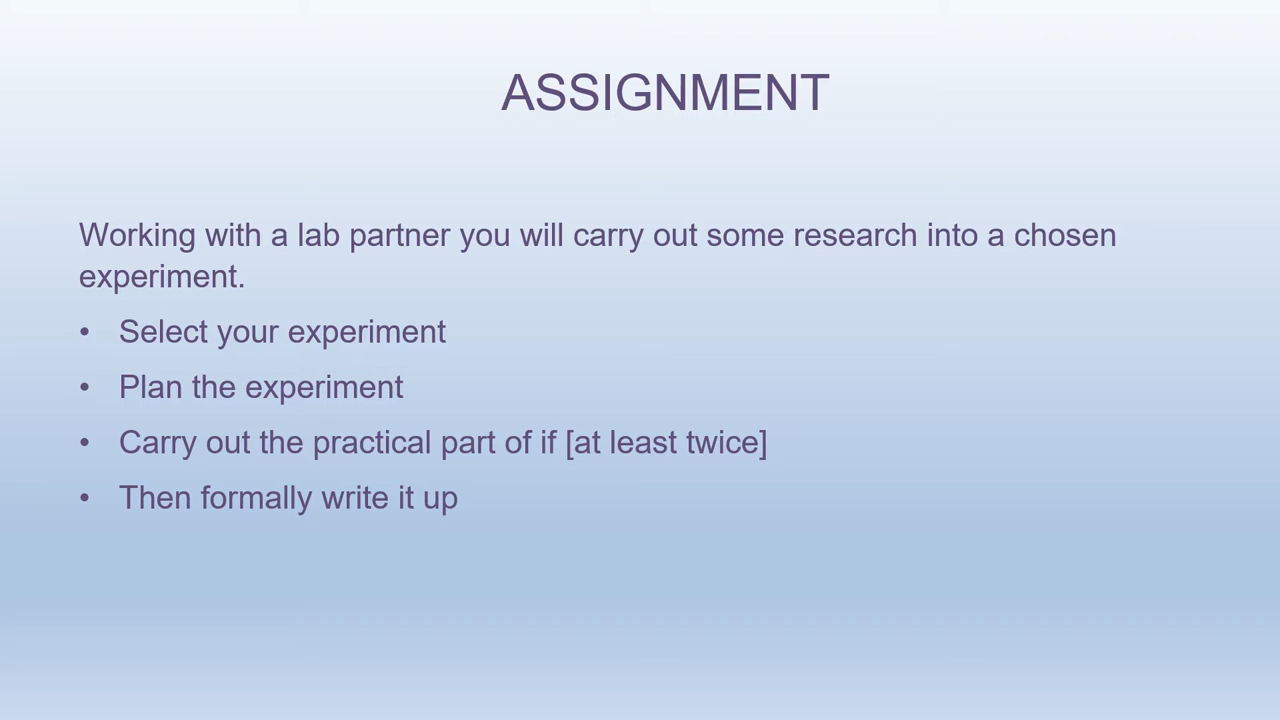 ASSIGNMENT
Working with a lab partner you will carry out some research into a chosen
experiment.
• Select your experiment
• Plan the experiment
• Carry out the practical part of if [at least twice]
• Then formally write it up